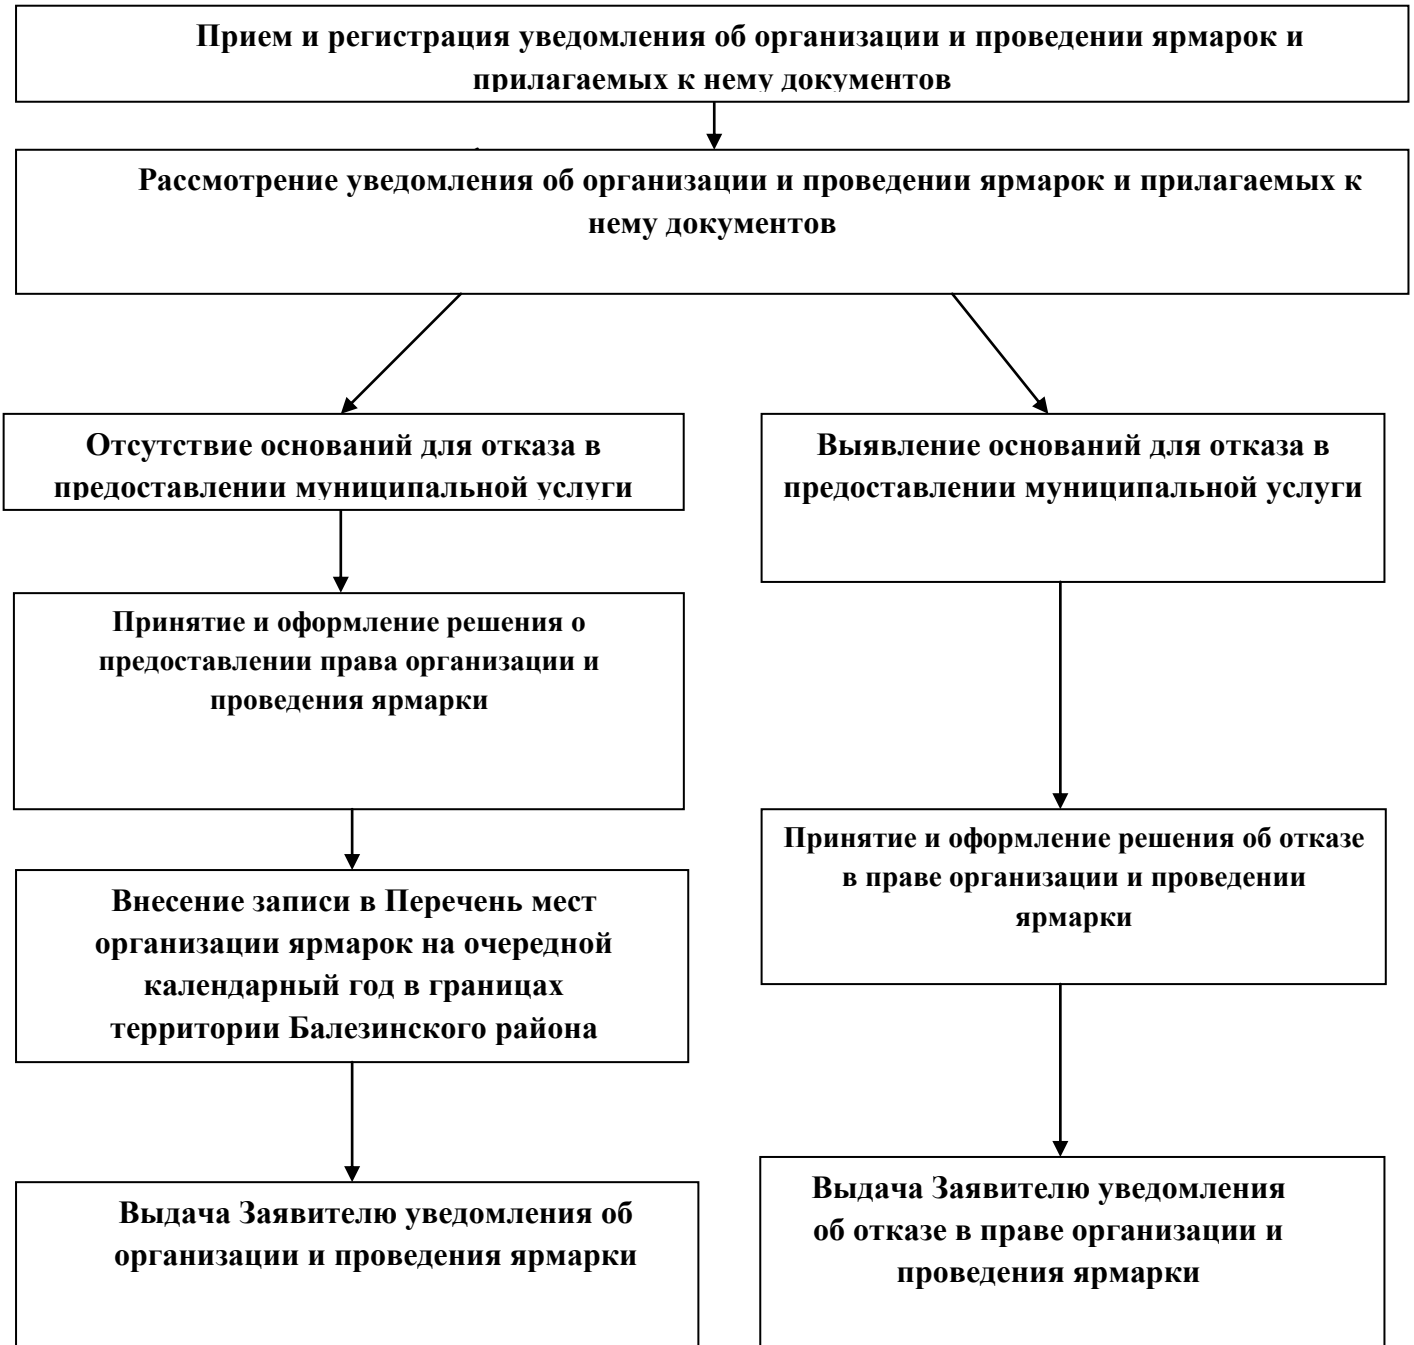 Прием и регистрация уведомления об организации и проведении ярмарок и
прилагаемых к нему документов
Рассмотрение уведомления об организации и проведении ярмарок и прилагаемых к
нему документов
Отсутствие оснований для отказа в
предоставлении муниципальной услуги
Выявление оснований для отказа в
предоставлении муниципальной услуги
Принятие и оформление решения о
предоставлении права организации и
проведения ярмарки
Принятие и оформление решения об отказе
в праве организации и проведении
ярмарки
Внесение записи в Перечень мест
организации ярмарок на очередной
календарный год в границах
территории Балезинского района
Выдача Заявителю уведомления об
организации и проведения ярмарки
Выдача Заявителю уведомления
об отказе в праве организации и
проведения ярмарки